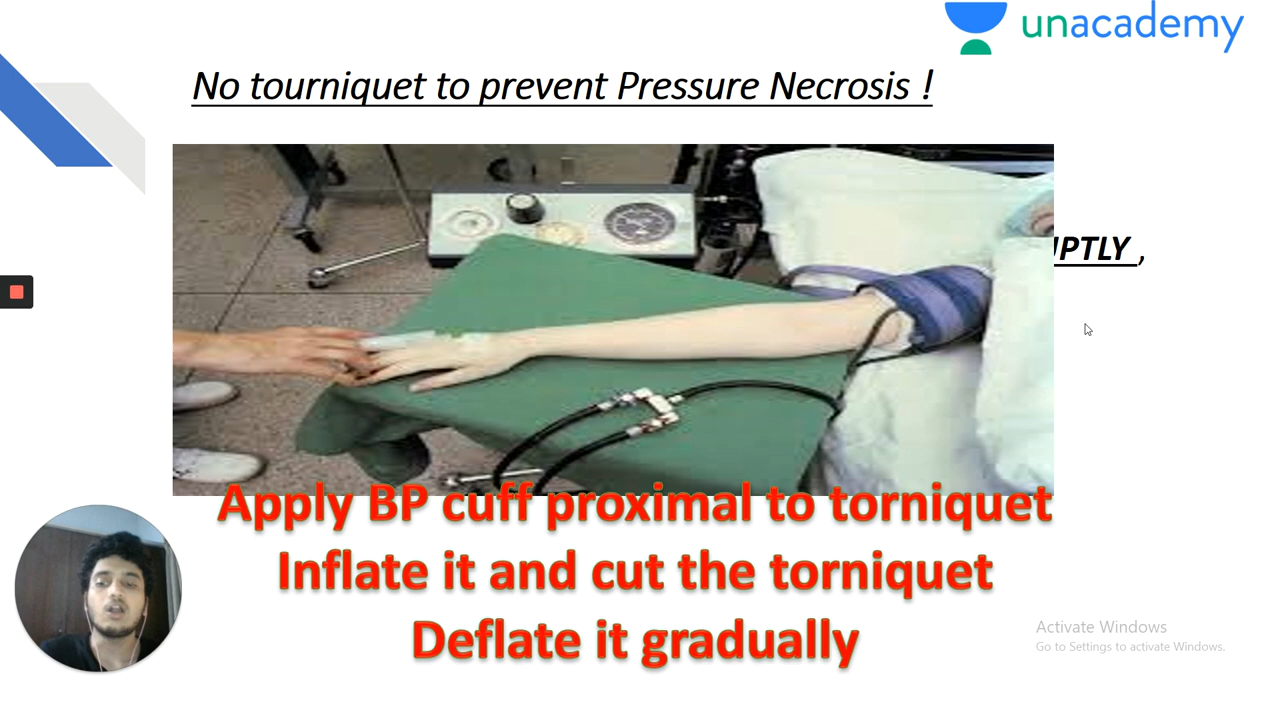 unacademy
No tourniquet to prevent Pressure Necrosis !
Apply BP cuff proximal to torniquet
Inflate it and cut the torniquet
Deflate it gradually
Activate Windows
Go to Settings to activate Windows.